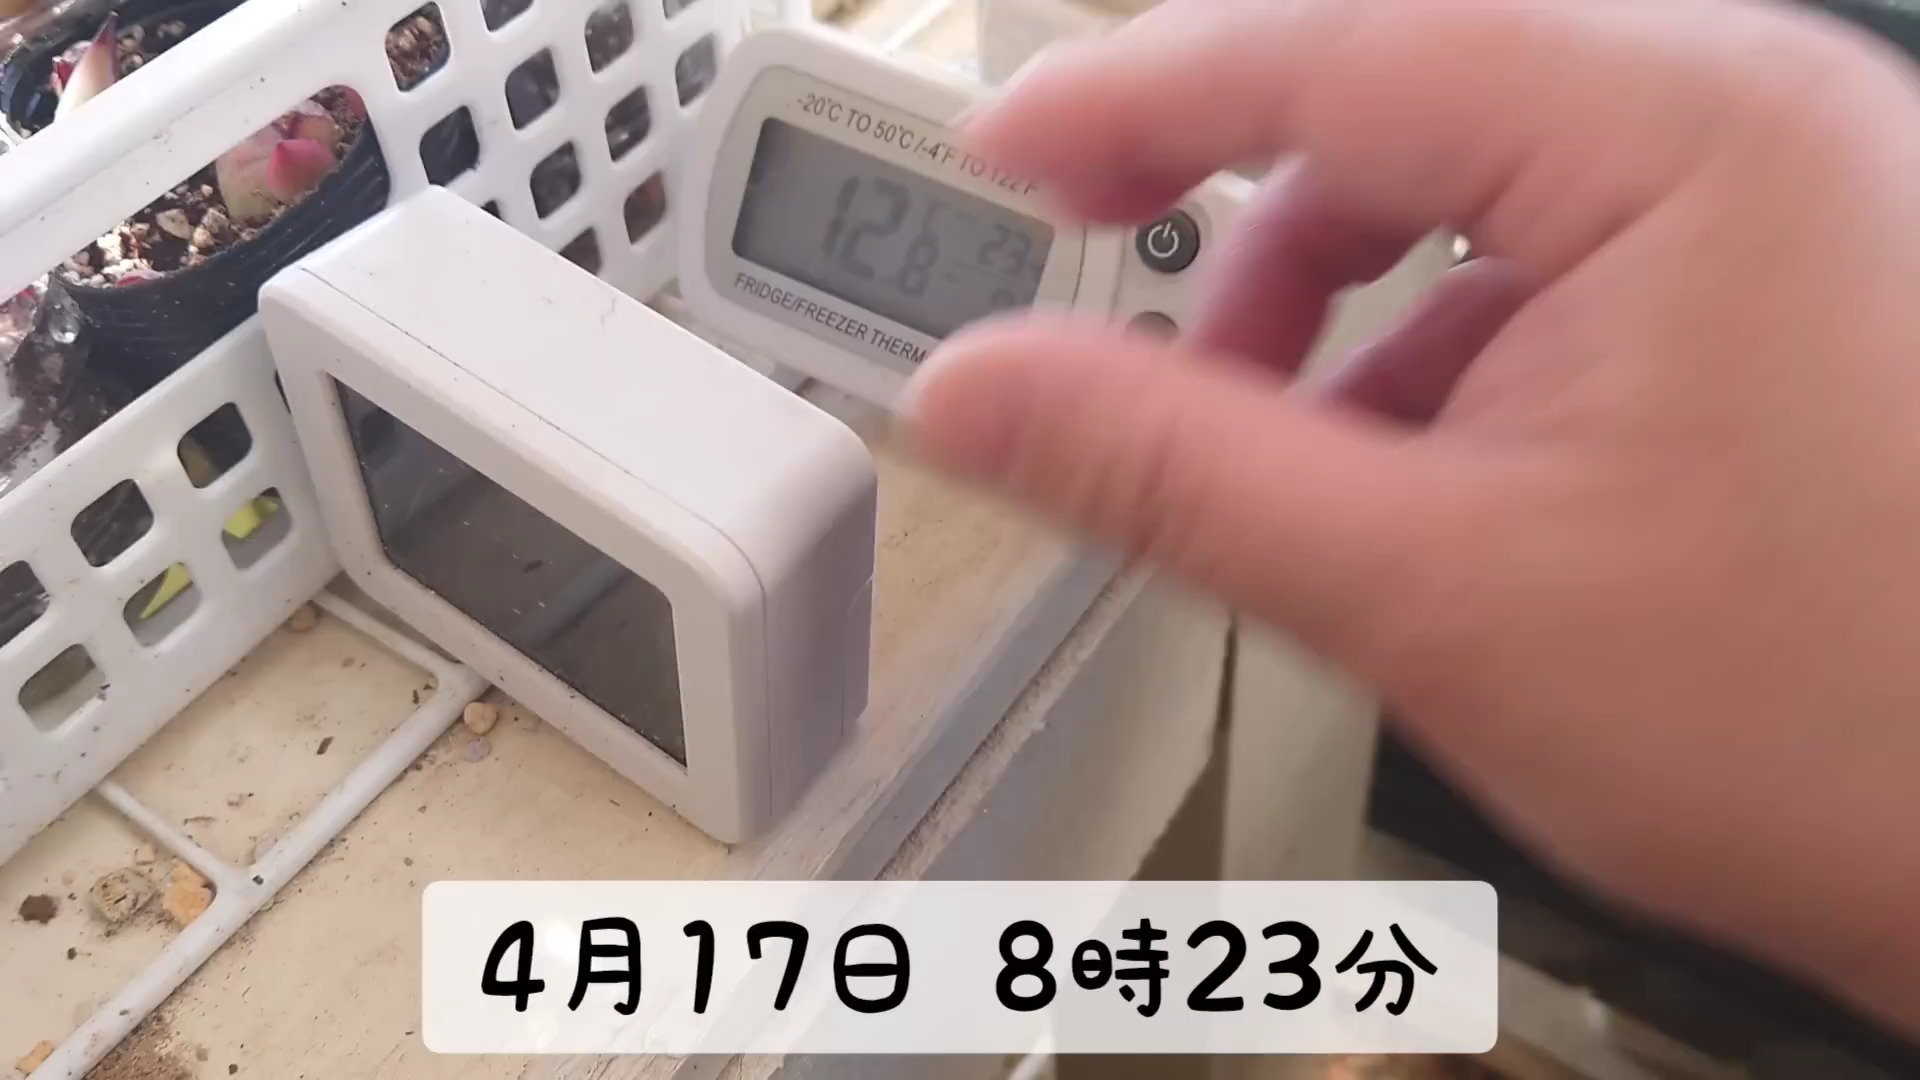 -20°C TO 50°C/-4°F TO 122°F
12.8
23.
FRIDGE/FREEZER THERM
4月17日 8時23分